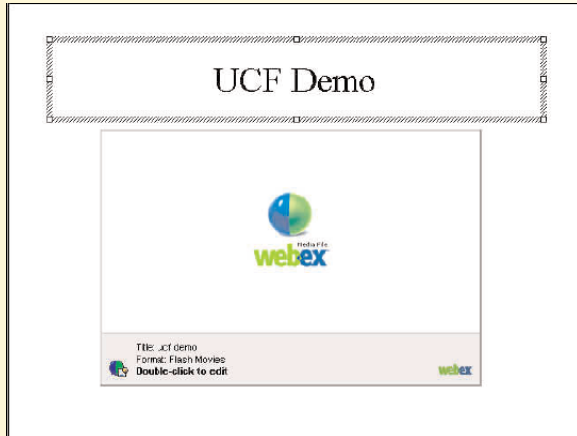 UCF Demo
Media File
webex
Title: ucf demo
Format: Flash Movies
Double-click to edit
webex